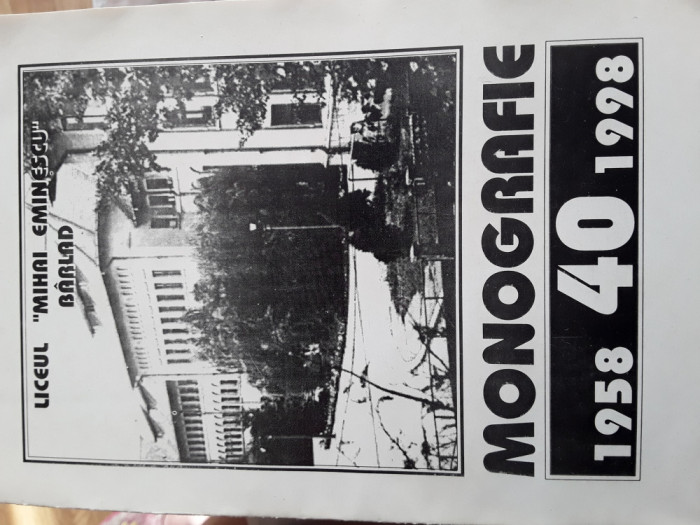 LICEUL "MIHAI EMINESCU"
BÂRLAD
MONOGRAFIE
1958 40 1998